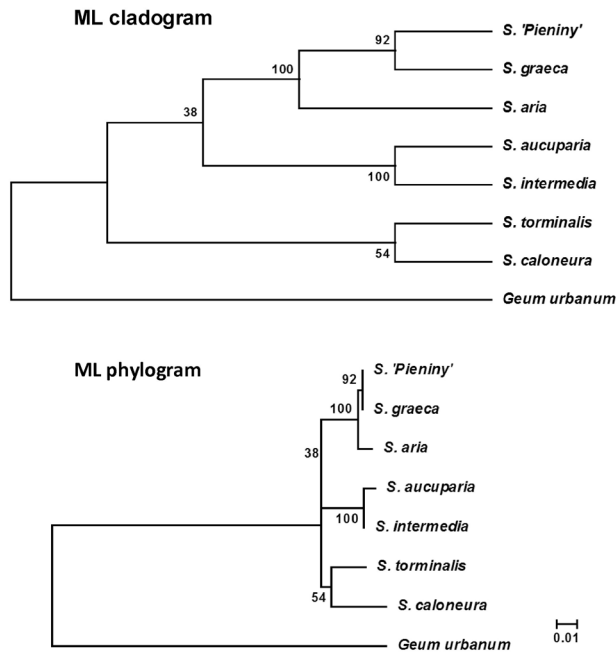 ML cladogram
92
S. 'Pieniny'
S. graeca
100
S. aria
38
S. aucuparia
100
S. intermedia
S. torminalis
54
S. caloneura
Geum urbanum
ML phylogram
92
S. 'Pieniny'
100
S. graeca
38
S. aria
S. aucuparia
100
S. intermedia
S. torminalis
54
S. caloneura
0.01
Geum urbanum